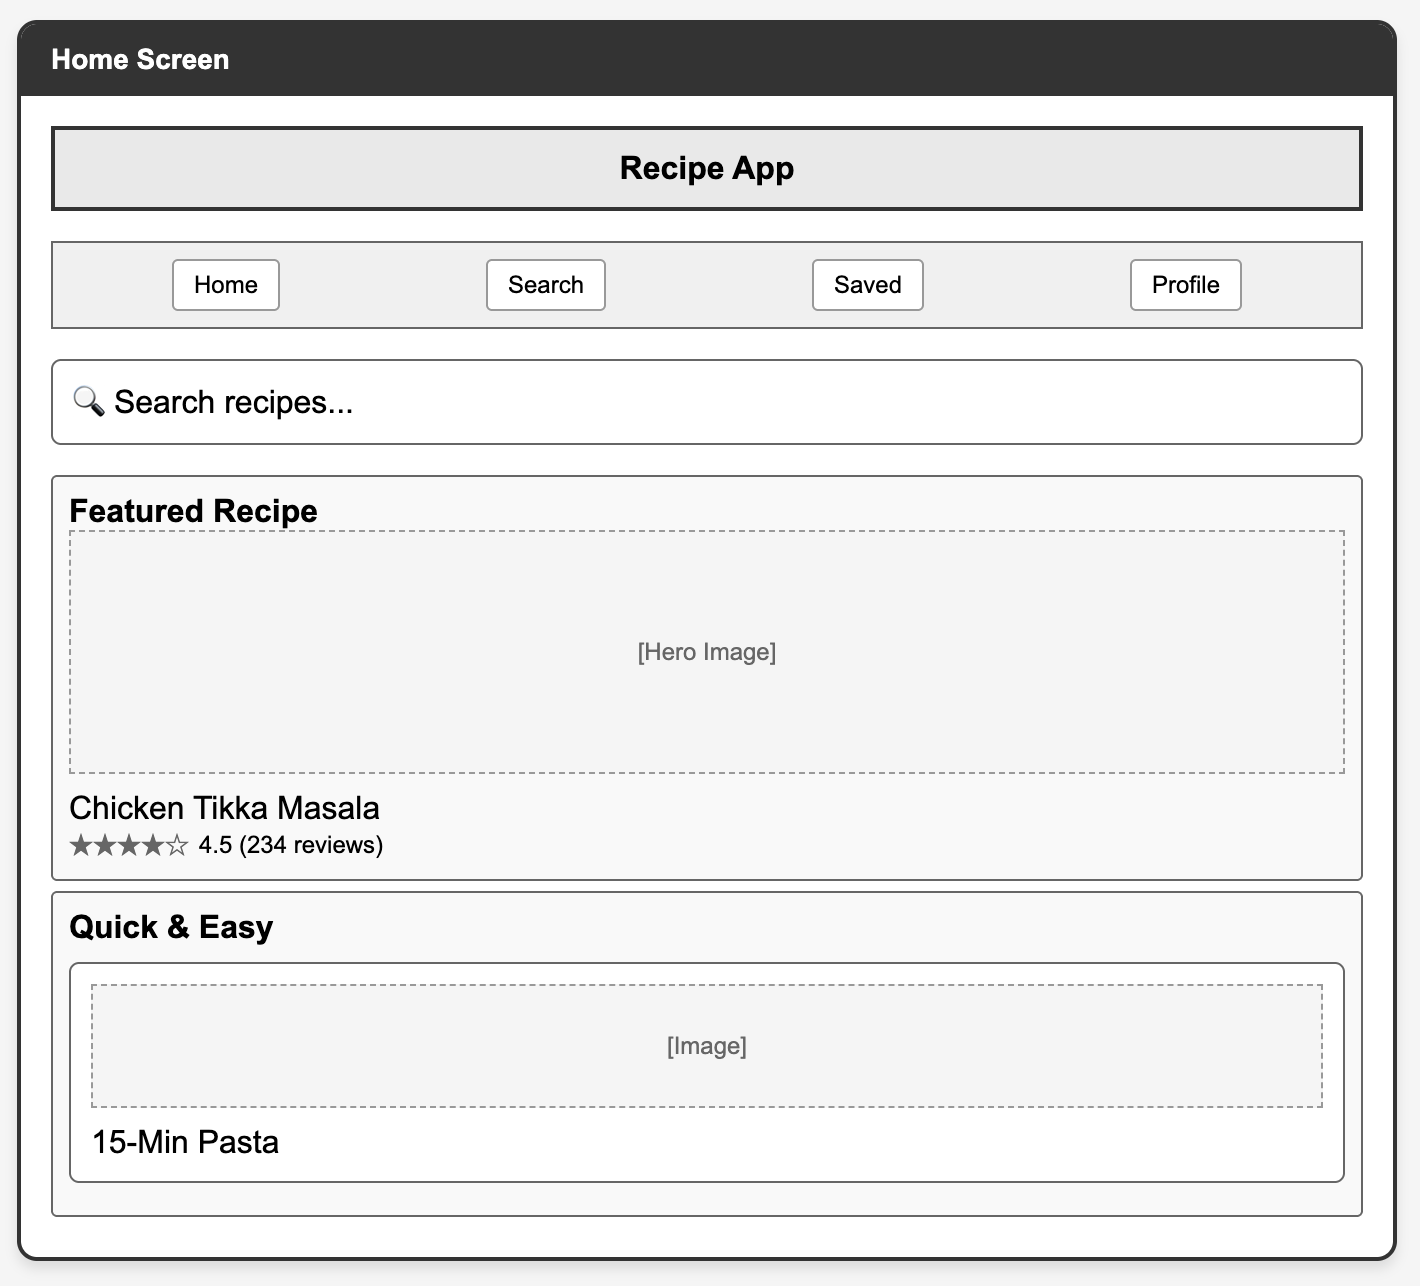 Home Screen
Recipe App
Home Search Saved Profile
🔍 Search recipes...
Featured Recipe
[Hero Image]
Chicken Tikka Masala
★★★★☆ 4.5 (234 reviews)
Quick & Easy
[Image]
15-Min Pasta